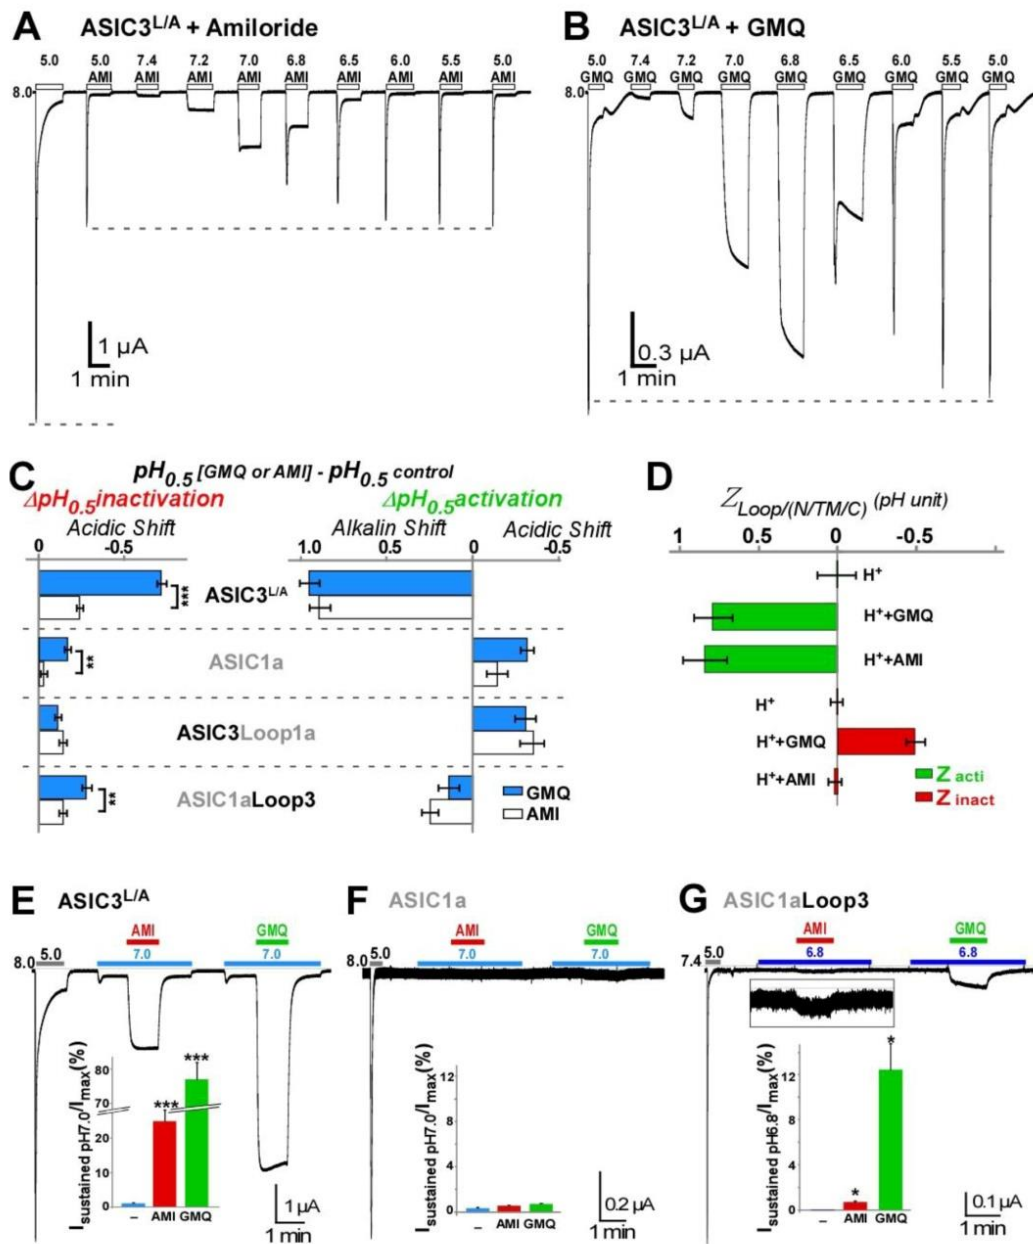 A ASIC3L/A + Amiloride
5.0 5.0 7.4 7.2 7.0 6.8 6.5 6.0 5.5 5.0
AMI AMI AMI AMI AMI AMI AMI AMI AMI
8.0
1 µA
1 min
B ASIC3L/A + GMQ
5.0 7.4 7.2 7.0 6.8 6.5 6.0 5.5 5.0
GMQ GMQ GMQ GMQ GMQ GMQ GMQ GMQ GMQ
8.0
0.3 µA
1 min
C pH0.5 [GMQ or AMI] - pH0.5 control
ΔpH0.5inactivation ΔpH0.5activation
Acidic Shift Alkalin Shift Acidic Shift
0 -0.5 1.0 0.5 0 -0.5
*** ASIC3L/A
** ASIC1a
ASIC3Loop1a
** ASIC1aLoop3
GMQ
AMI
D
ZLoop/(N/TM/C) (pH unit)
1 0.5 0 -0.5
H+
H++GMQ
H++AMI
H+
H++GMQ
H++AMI
Z acti
Z inact
E ASIC3L/A
AMI GMQ
5.0 7.0 7.0
8.0
Isustained pH7.0/Imax(%)
80
70
20
10
0
*** ***
– AMI GMQ
1 µA
1 min
F ASIC1a
AMI GMQ
5.0 7.0 7.0
8.0
Isustained pH7.0/Imax(%)
12
8
4
0
– AMI GMQ
0.2 µA
1 min
G ASIC1aLoop3
AMI GMQ
5.0 6.8 6.8
7.4
Isustained pH6.8/Imax(%)
12
8
4
0
* *
– AMI GMQ
0.1 µA
1 min